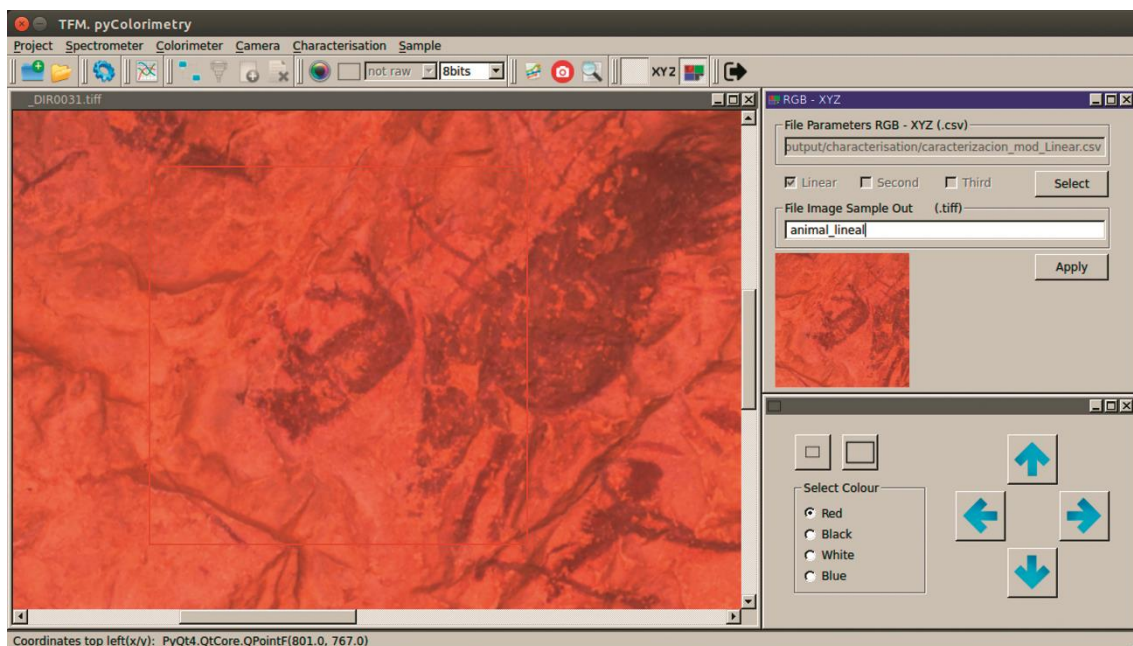 TFM. pyColorimetry
Project Spectrometer Colorimeter Camera Characterisation Sample
not raw 8bits XYZ
_DIR0031.tiff
RGB - XYZ
File Parameters RGB - XYZ (.csv)
output/characterisation/caracterizacion_mod_Linear.csv
Linear Second Third Select
File Image Sample Out (.tiff)
animal_lineal
Apply
Select Colour
Red
Black
White
Blue
Coordinates top left(x/y): PyQt4.QtCore.QPointF(801.0, 767.0)